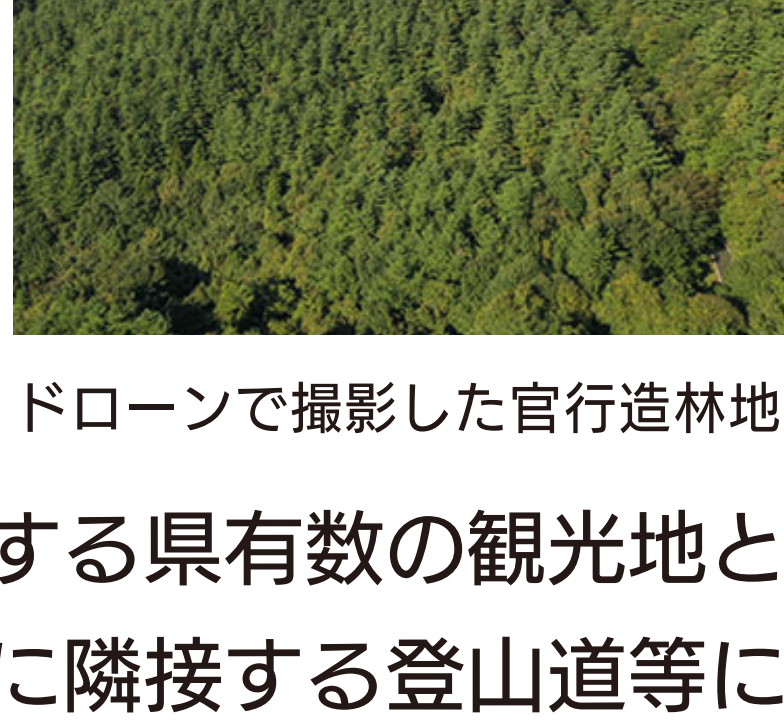 ドローンで撮影した官行造林地
する県有数の観光地と
に隣接する登山道等に